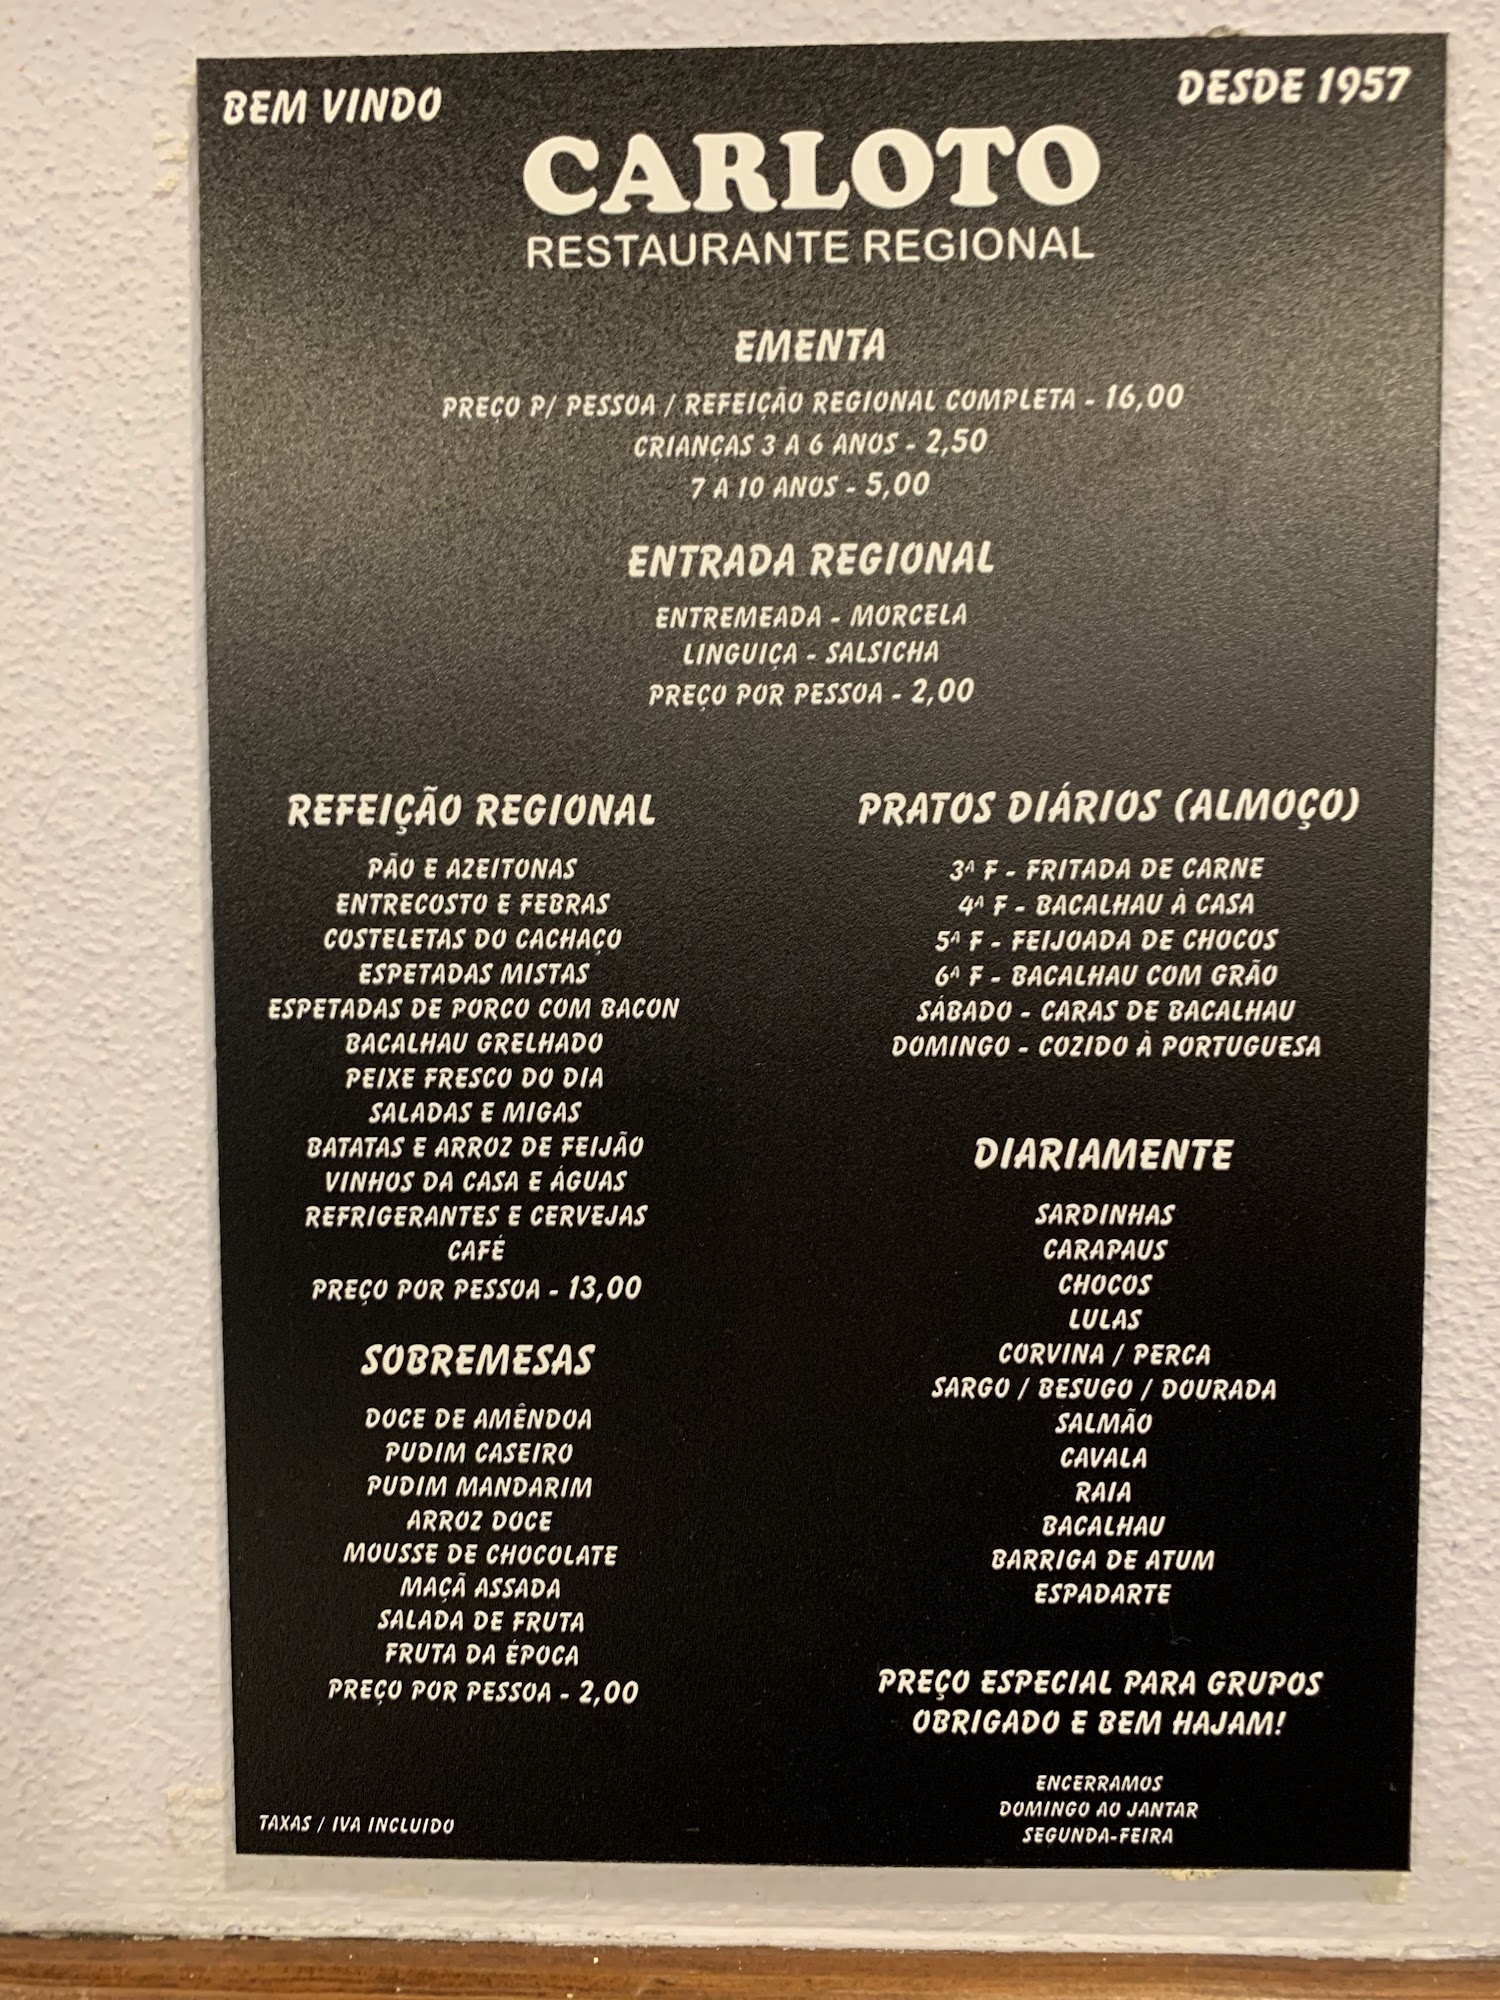 BEM VINDO
DESDE 1957
CARLOTO
RESTAURANTE REGIONAL
EMENTA
PREÇO P/ PESSOA / REFEIÇÃO REGIONAL COMPLETA - 16,00
CRIANÇAS 3 A 6 ANOS - 2,50
7 A 10 ANOS - 5,00
ENTRADA REGIONAL
ENTREMEADA - MORCELA
LINGUIÇA - SALSICHA
PREÇO POR PESSOA - 2,00
REFEIÇÃO REGIONAL
PÃO E AZEITONAS
ENTRECOSTO E FEBRAS
COSTELETAS DO CACHAÇO
ESPETADAS MISTAS
ESPETADAS DE PORCO COM BACON
BACALHAU GRELHADO
PEIXE FRESCO DO DIA
SALADAS E MIGAS
BATATAS E ARROZ DE FEIJÃO
VINHOS DA CASA E ÁGUAS
REFRIGERANTES E CERVEJAS
CAFÉ
PREÇO POR PESSOA - 13,00
SOBREMESAS
DOCE DE AMÊNDOA
PUDIM CASEIRO
PUDIM MANDARIM
ARROZ DOCE
MOUSSE DE CHOCOLATE
MAÇÃ ASSADA
SALADA DE FRUTA
FRUTA DA ÉPOCA
PREÇO POR PESSOA - 2,00
TAXAS / IVA INCLUIDO
PRATOS DIÁRIOS (ALMOÇO)
3ª F - FRITADA DE CARNE
4ª F - BACALHAU À CASA
5ª F - FEIJOADA DE CHOCOS
6ª F - BACALHAU COM GRÃO
SÁBADO - CARAS DE BACALHAU
DOMINGO - COZIDO À PORTUGUESA
DIARIAMENTE
SARDINHAS
CARAPAUS
CHOCOS
LULAS
CORVINA / PERCA
SARGO / BESUGO / DOURADA
SALMÃO
CAVALA
RAIA
BACALHAU
BARRIGA DE ATUM
ESPADARTE
PREÇO ESPECIAL PARA GRUPOS
OBRIGADO E BEM HAJAM!
ENCERRAMOS
DOMINGO AO JANTAR
SEGUNDA-FEIRA